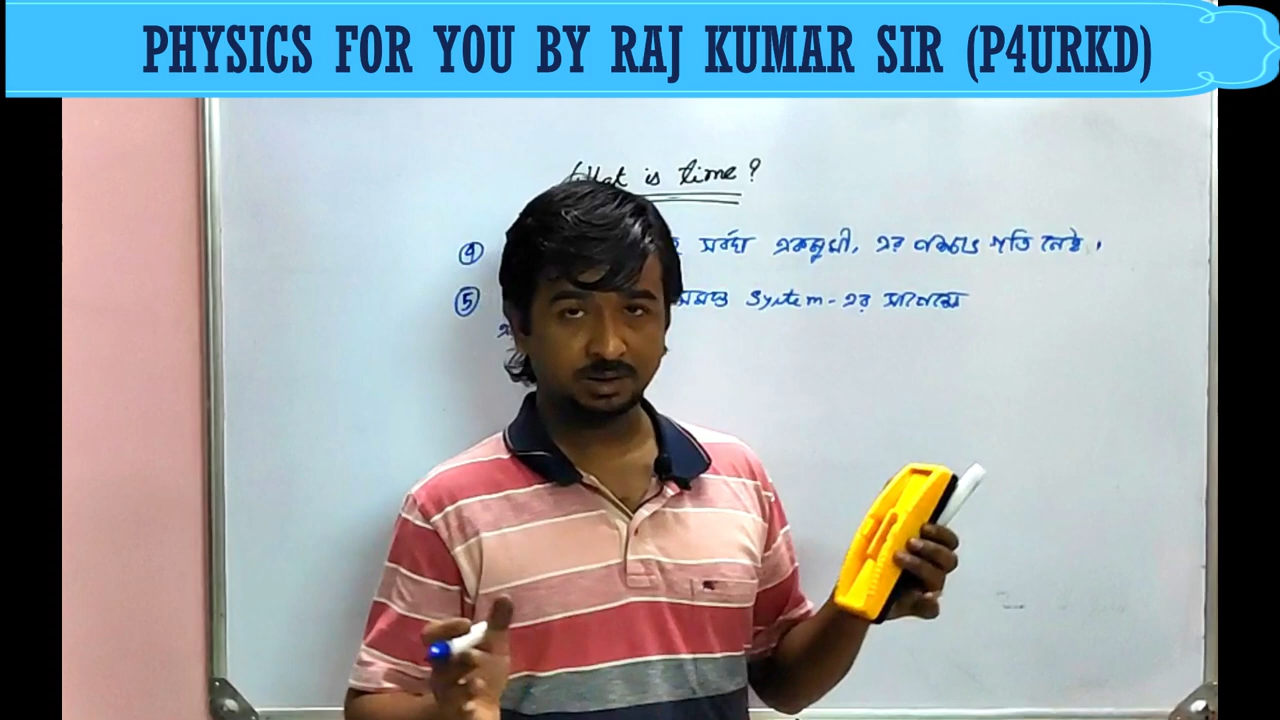 PHYSICS FOR YOU BY RAJ KUMAR SIR (P4URKD)
What is time?
④ সর্বদা একমুখী, এর পশ্চাৎ গতি নেই।
⑤ সমস্ত System-এর সাপেক্ষে